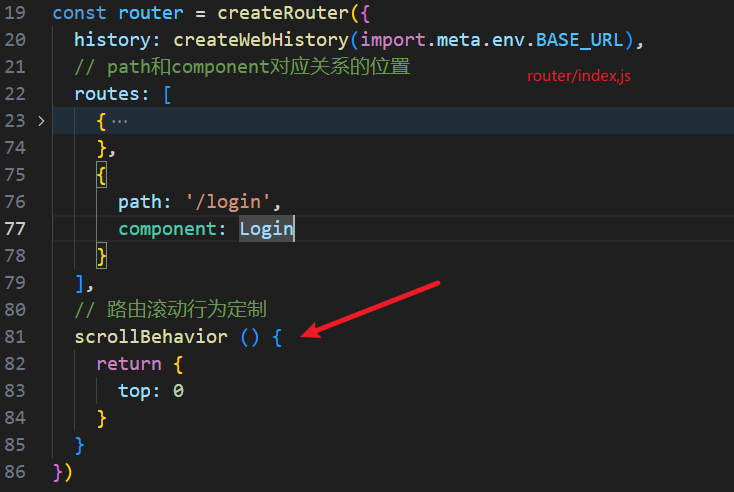 19 const router = createRouter({
20 history: createWebHistory(import.meta.env.BASE_URL),
21 // path和component对应关系的位置
router/index.js
22 routes: [
23 > { ···
74 },
75 {
76 path: '/login',
77 component: Login
78 }
79 ],
80 // 路由滚动行为定制
81 scrollBehavior () {
82 return {
83 top: 0
84 }
85 }
86 })